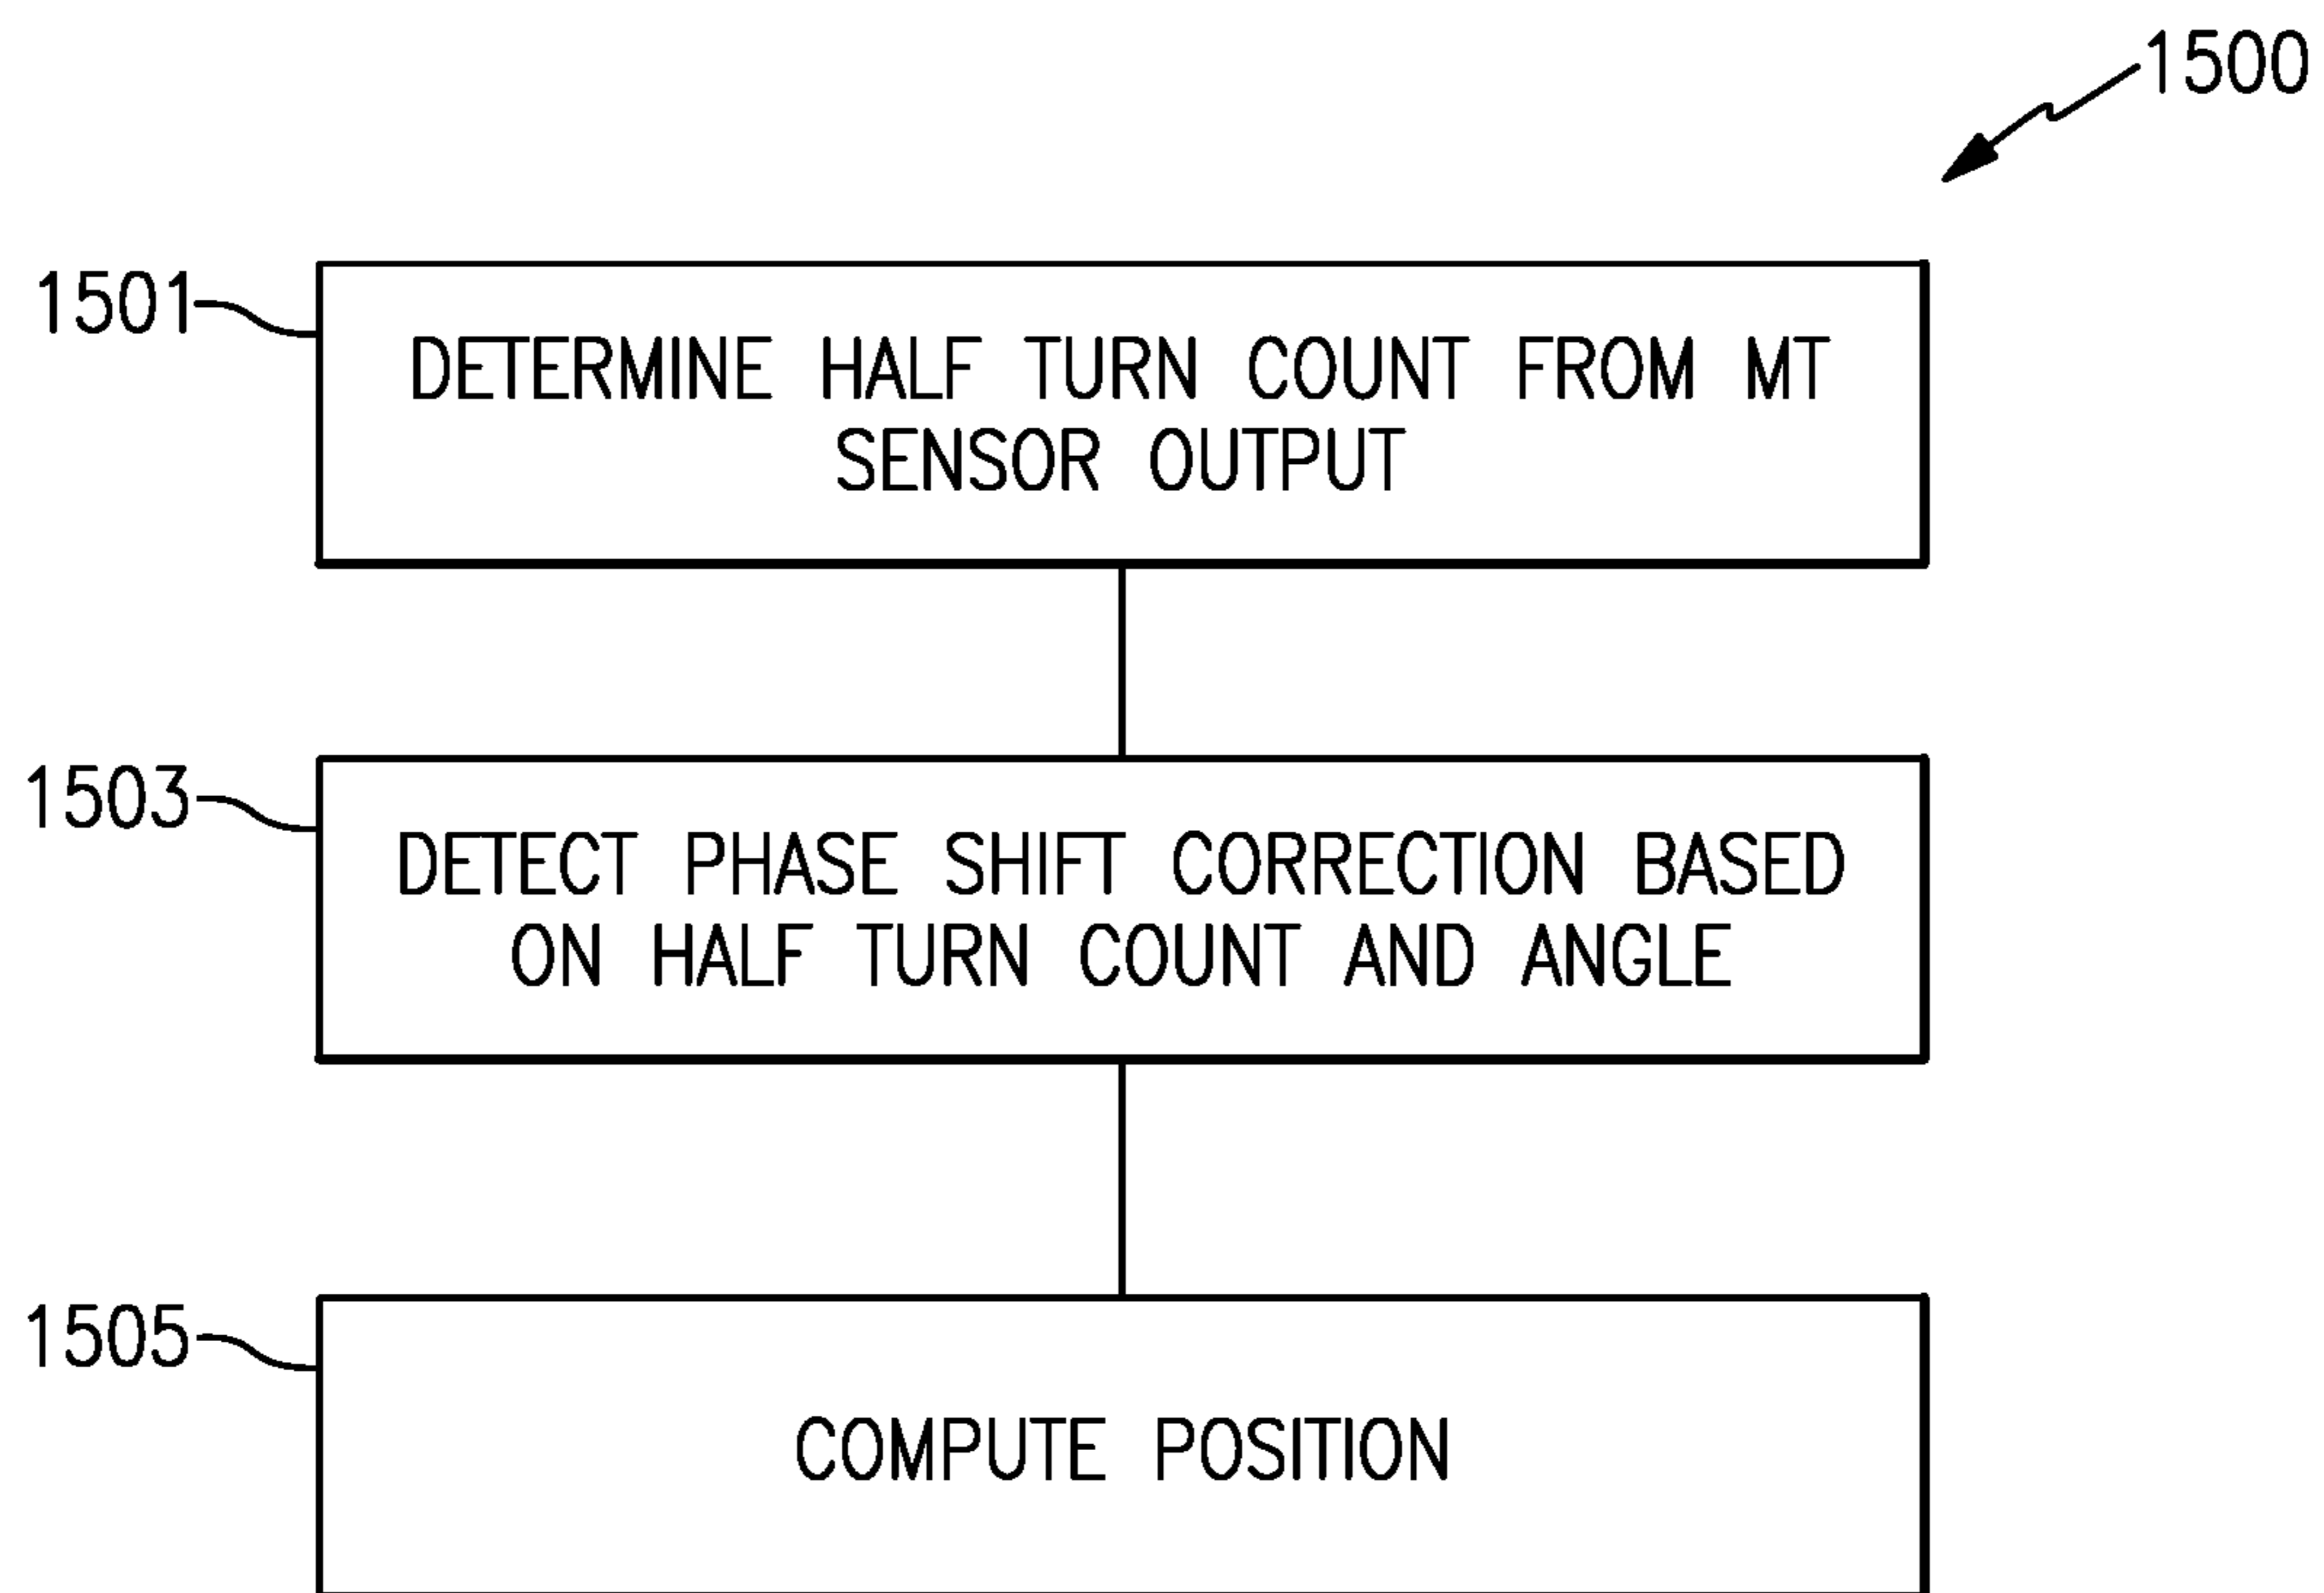 1500
1501
DETERMINE HALF TURN COUNT FROM MT
SENSOR OUTPUT
1503
DETECT PHASE SHIFT CORRECTION BASED
ON HALF TURN COUNT AND ANGLE
1505
COMPUTE POSITION